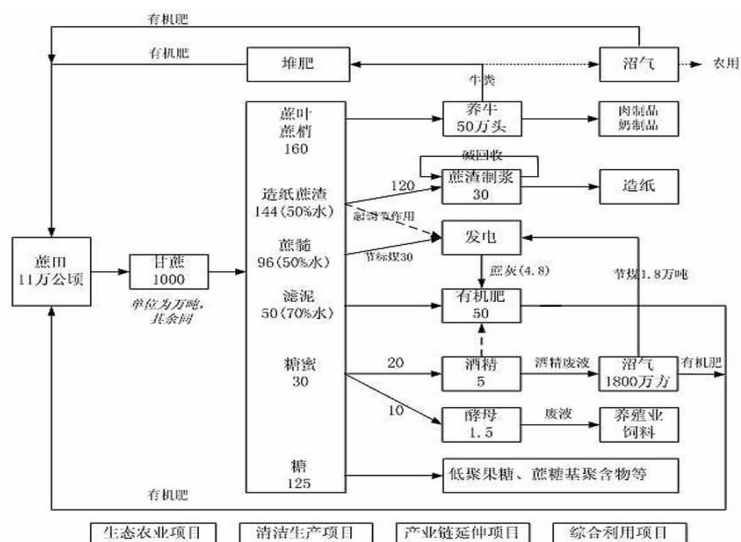 有机肥
有机肥
堆肥
沼气
农用
牛粪
蔗叶
蔗梢
160
养牛
50万头
肉制品
奶制品
碱回收
造纸蔗渣
144(50%水)
120
蔗渣制浆
30
造纸
起调节作用
发电
蔗髓
96(50%水)
节标煤30
蔗田
11万公顷
甘蔗
1000
单位为万吨,
其余同
蔗灰(4.8)
节煤1.8万吨
滤泥
50(70%水)
有机肥
50
糖蜜
30
20
酒精
5
酒精废液
沼气
1800万方
有机肥
10
酵母
1.5
废液
养殖业
饲料
糖
125
低聚果糖、蔗糖基聚合物等
有机肥
生态农业项目
清洁生产项目
产业链延伸项目
综合利用项目